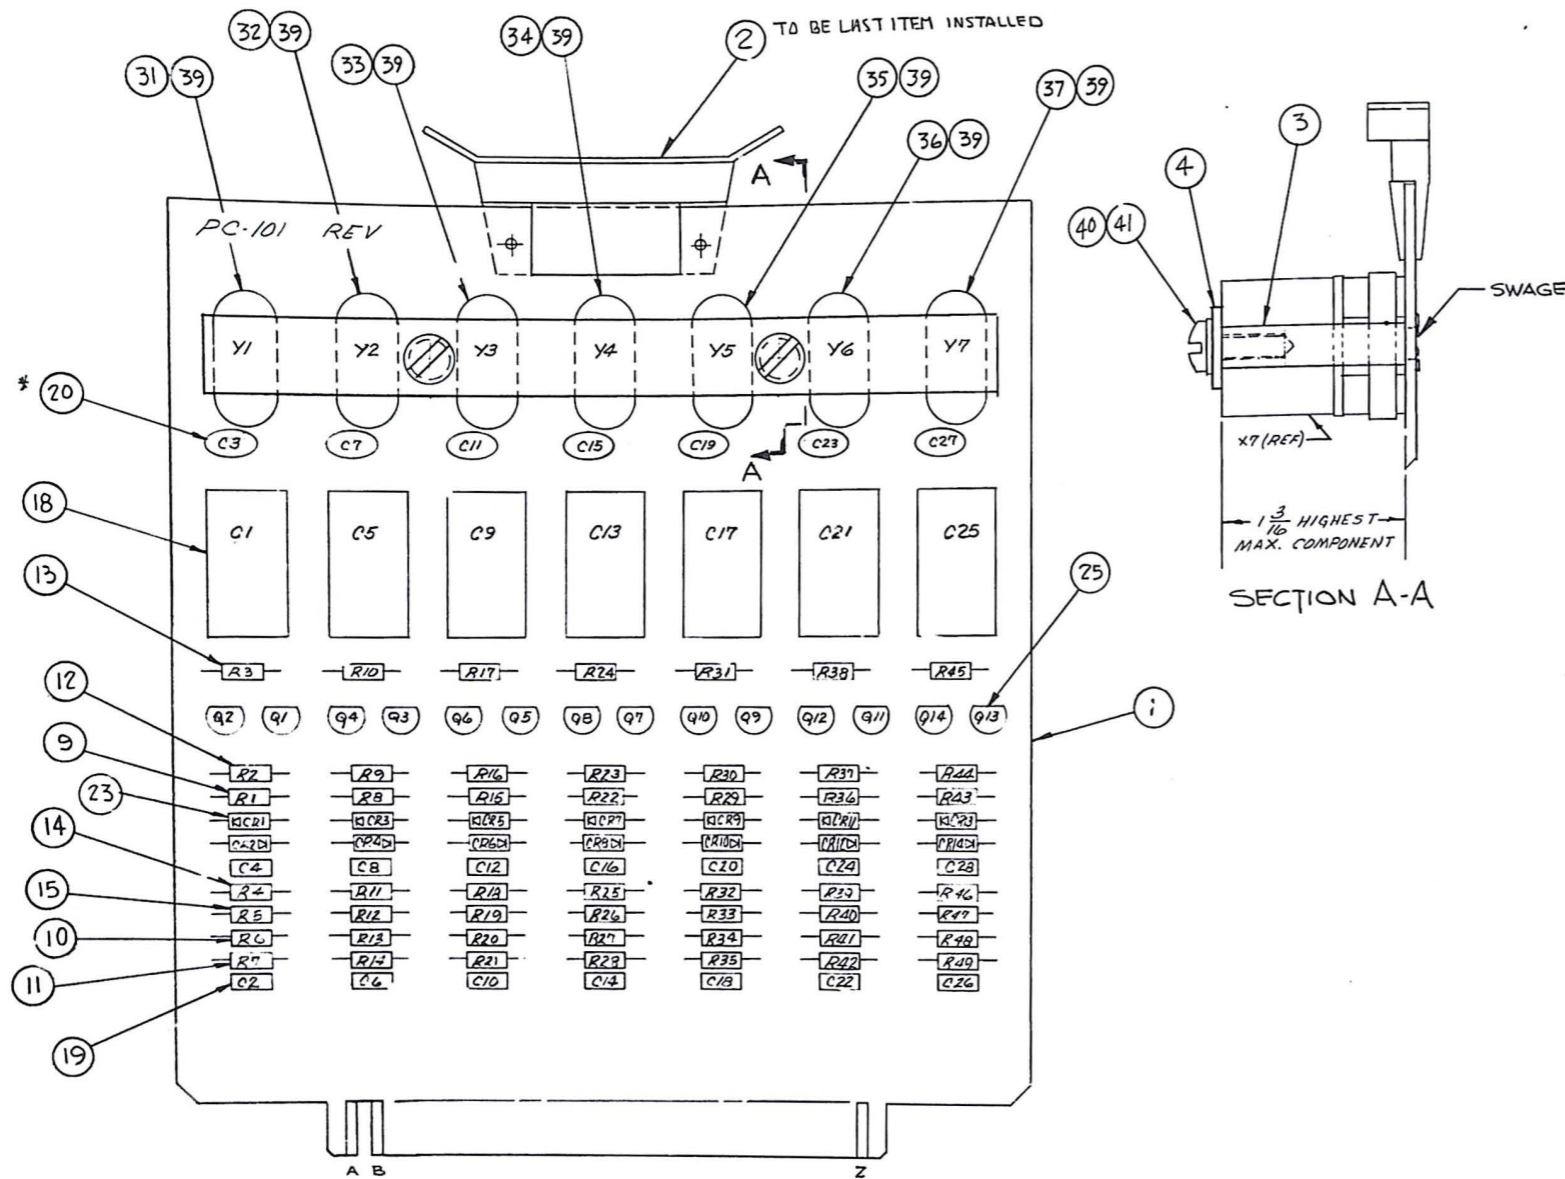 32 39
34 39
2 TO BE LAST ITEM INSTALLED
31 39
33 39
35 39
37 39
36 39
3
4
40 41
A
PC-101 REV
SWAGE
Y1 Y2 Y3 Y4 Y5 Y6 Y7
* 20
C3 C7 C11 C15 C19 C23 C27
X7 (REF)
A
18
C1 C5 C9 C13 C17 C21 C25
1 3/16 HIGHEST
MAX. COMPONENT
SECTION A-A
13
25
R3 R10 R17 R24 R31 R38 R45
12
1
Q2 Q1 Q4 Q3 Q6 Q5 Q8 Q7 Q10 Q9 Q12 Q11 Q14 Q13
9
R2 R9 R16 R23 R30 R37 R44
23
R1 R8 R15 R22 R29 R36 R43
CR1 CR3 CR5 CR7 CR9 CR11
14
CR2 CR4 CR6 CR8 CR10 CR14
C4 C8 C12 C16 C20 C24 C28
15
R4 R11 R18 R25 R32 R39 R46
R5 R12 R19 R26 R33 R40 R47
10
R6 R13 R20 R27 R34 R41 R48
R7 R14 R21 R28 R35 R42 R49
11
C2 C6 C10 C14 C18 C22 C26
19
A B Z